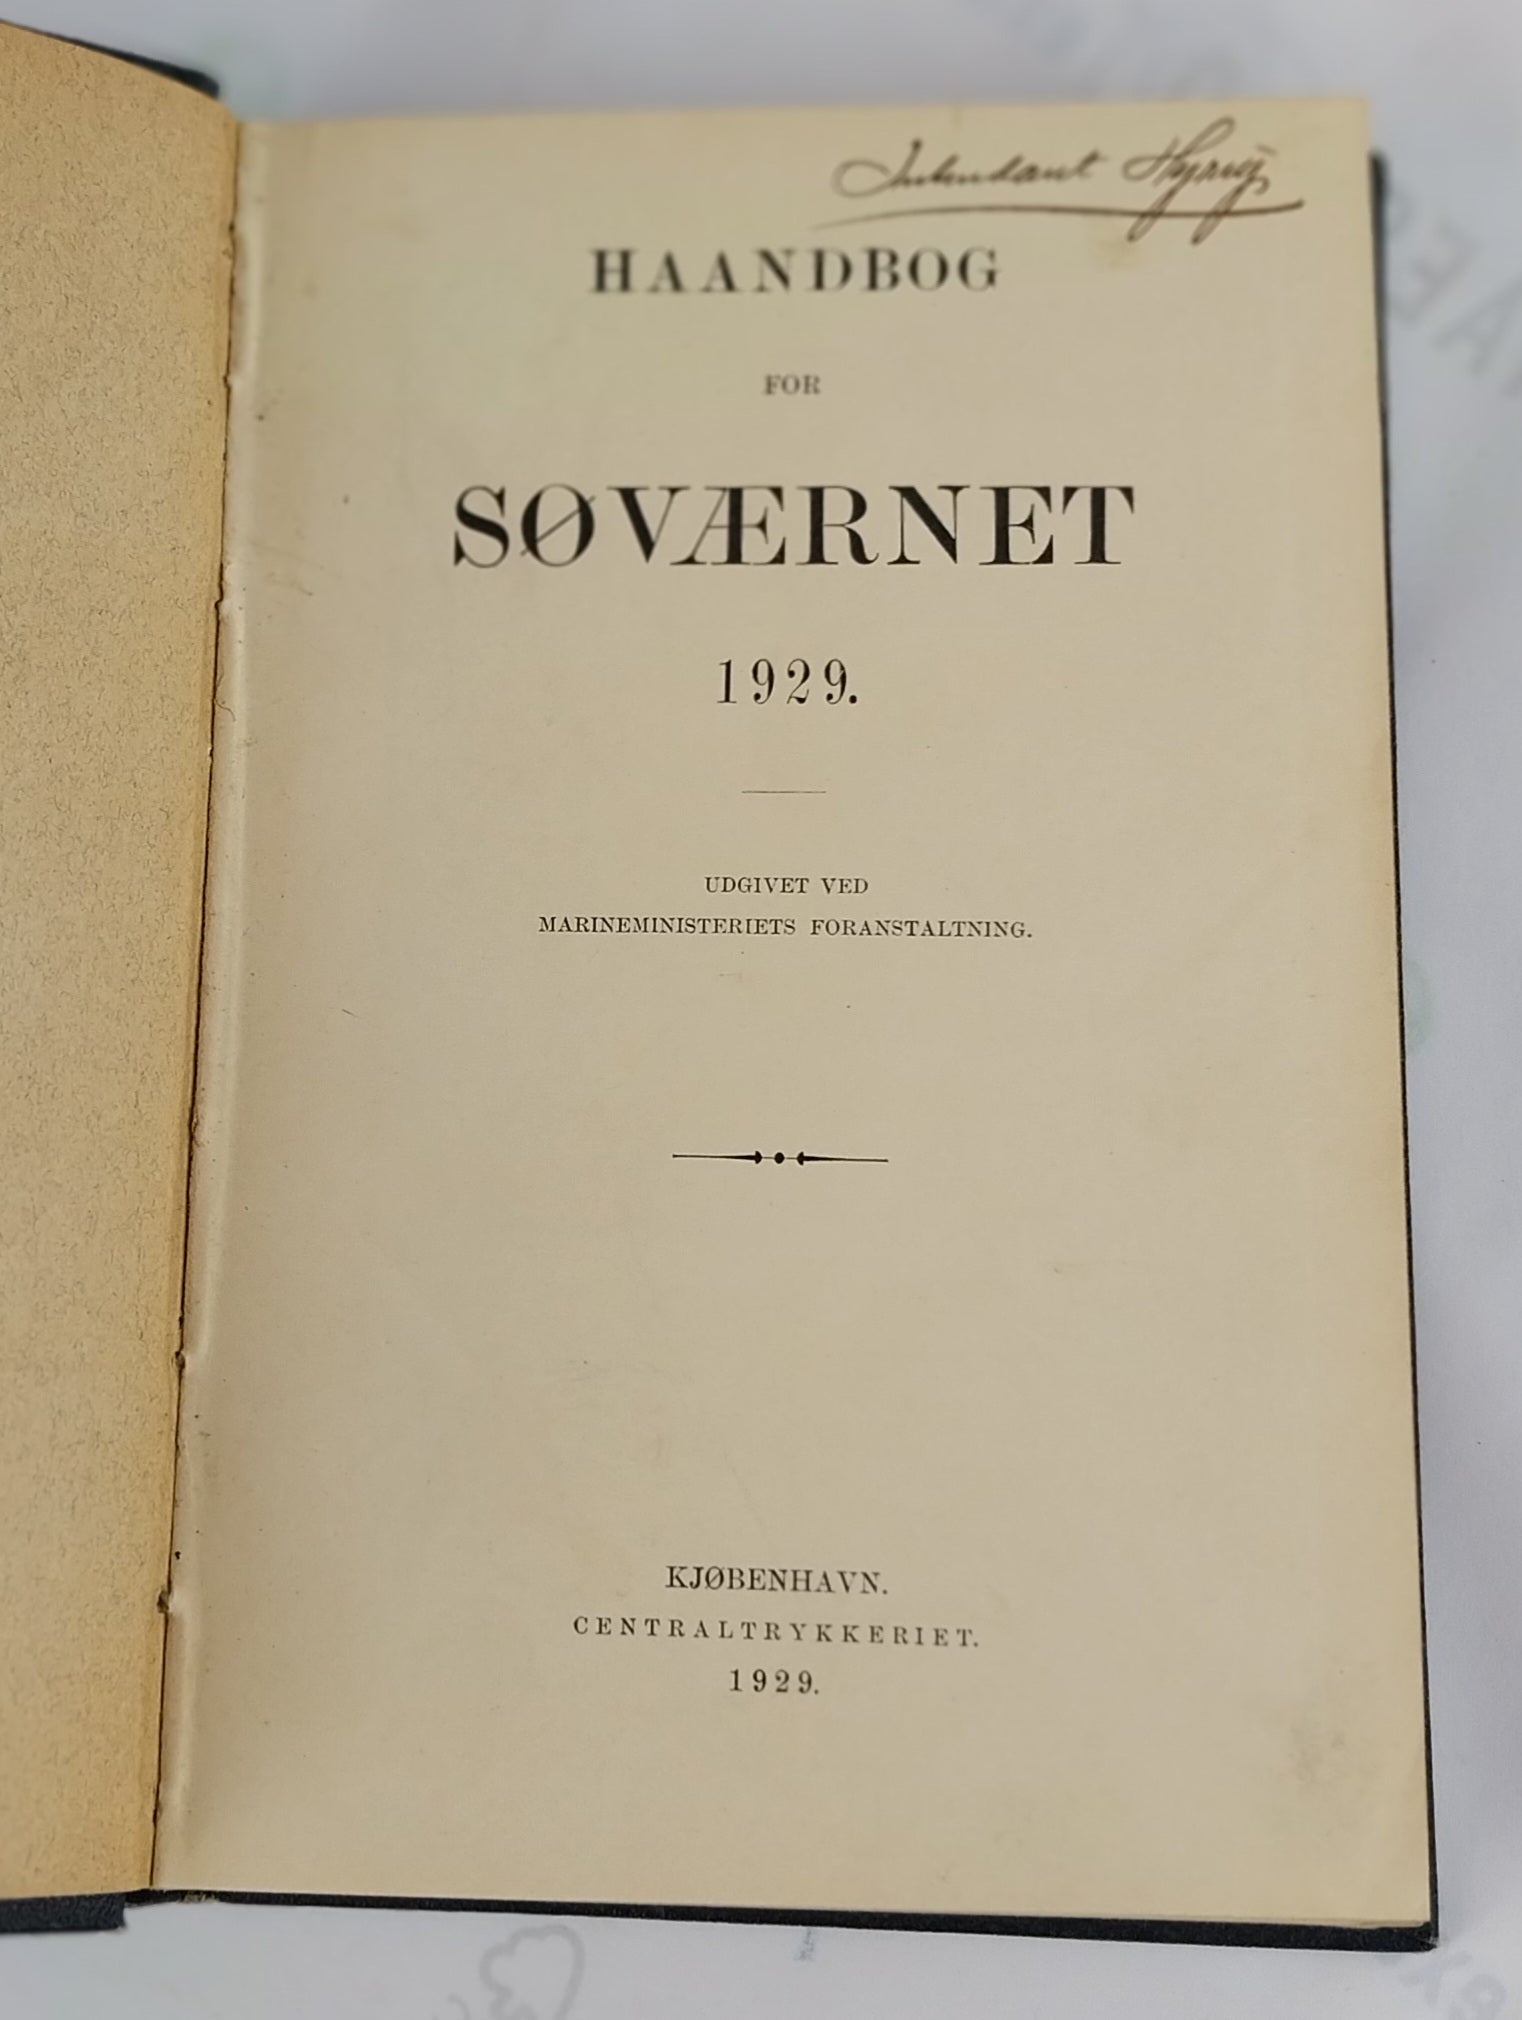 Intendant
HAANDBOG
FOR
SØVÆRNET
1929.
UDGIVET VED
MARINEMINISTERIETS FORANSTALTNING.
KJØBENHAVN.
CENTRALTRYKKERIET.
1929.